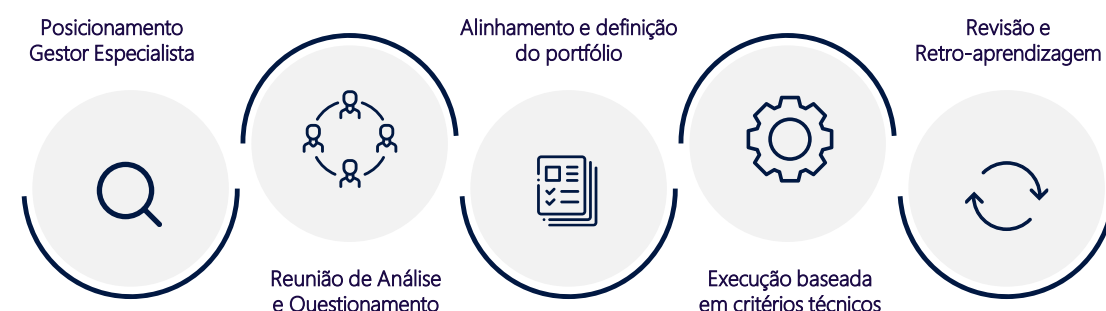 Posicionamento
Gestor Especialista
Reunião de Análise
e Questionamento
Alinhamento e definição
do portfólio
Execução baseada
em critérios técnicos
Revisão e
Retro-aprendizagem